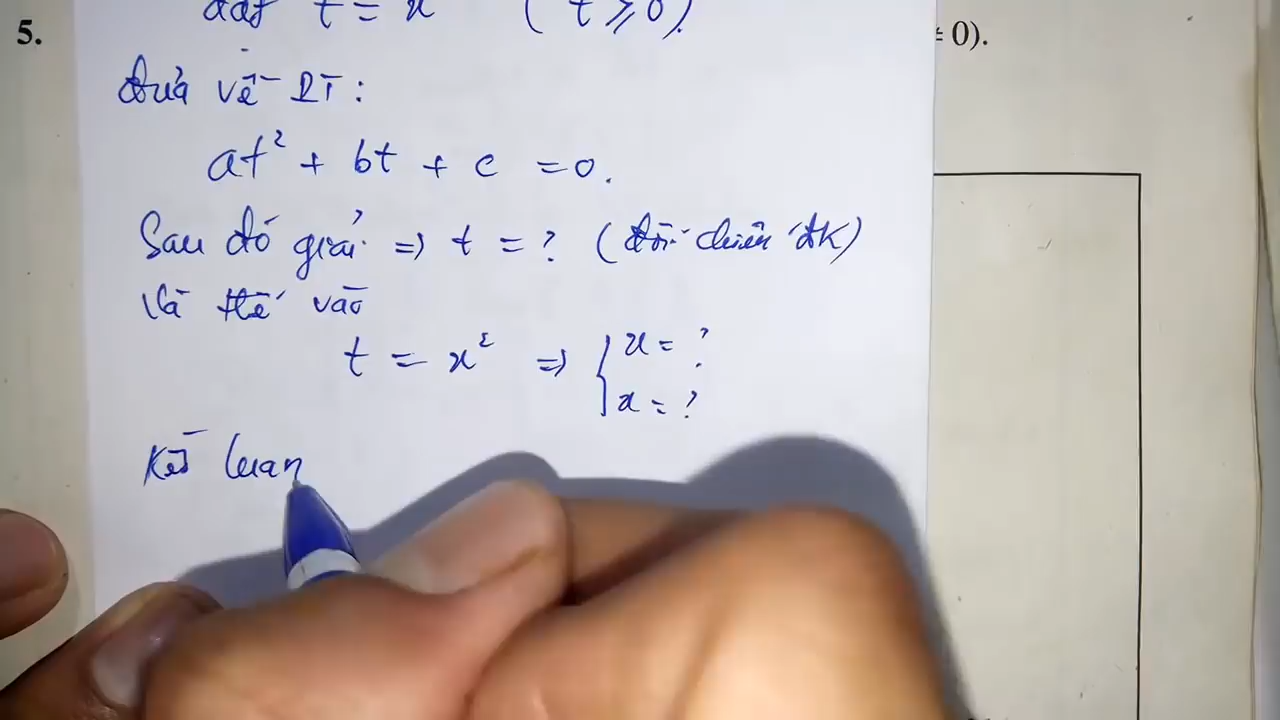 5.
đặt t = x ( t ≥ 0).
≠ 0).
Đưa về PT:
at² + bt + c = 0.
Sau đó giải ⇒ t = ? (đối chiếu ĐK)
Và thế vào
t = x² ⇒ { x = ?
x = ?
Kết luan